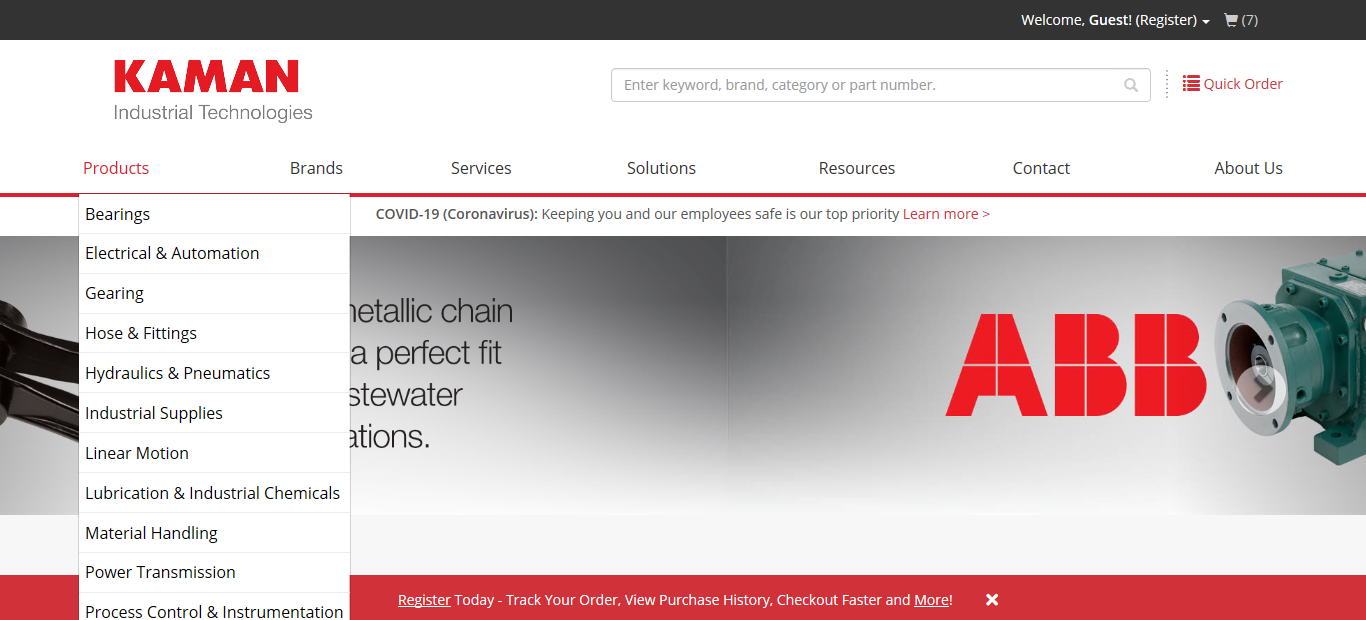 Welcome, Guest! (Register) (7)
KAMAN
Industrial Technologies
Enter keyword, brand, category or part number.
Quick Order
Products Brands Services Solutions Resources Contact About Us
Bearings
Electrical & Automation
Gearing
Hose & Fittings
Hydraulics & Pneumatics
Industrial Supplies
Linear Motion
Lubrication & Industrial Chemicals
Material Handling
Power Transmission
Process Control & Instrumentation
COVID-19 (Coronavirus): Keeping you and our employees safe is our top priority Learn more >
etallic chain
a perfect fit
stewater
ations.
ABB
Register Today - Track Your Order, View Purchase History, Checkout Faster and More!